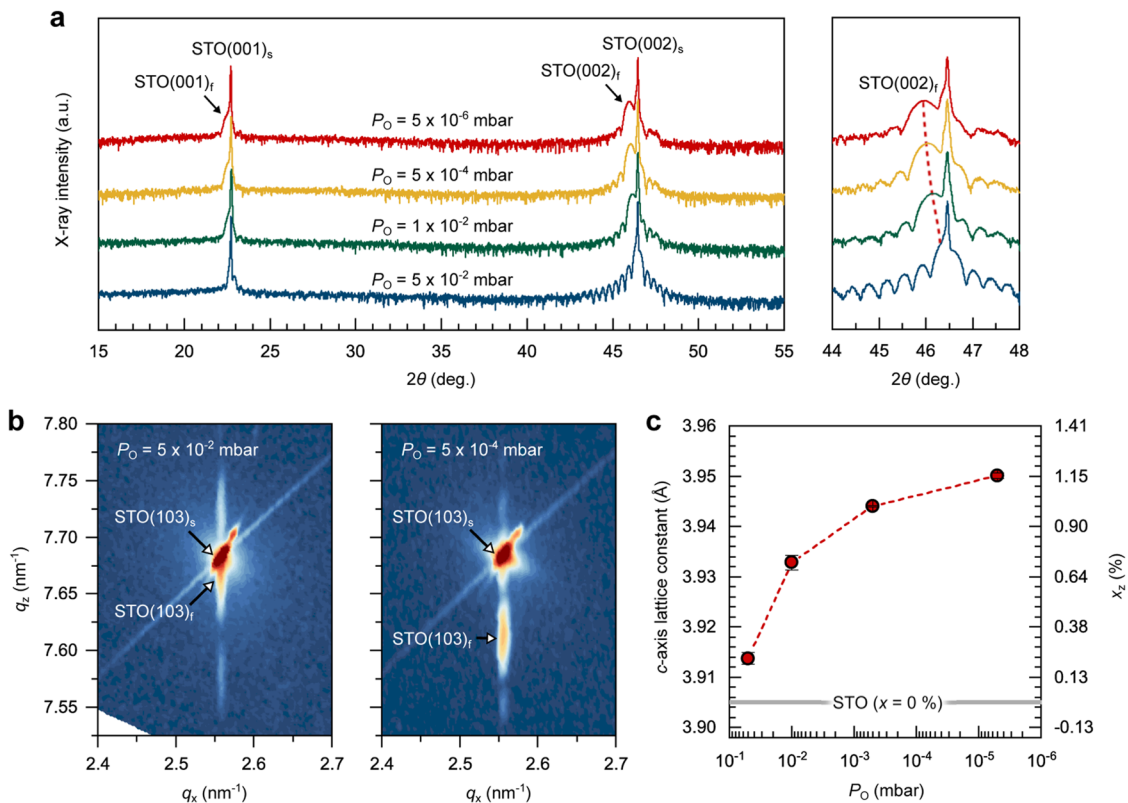 a
X-ray intensity (a.u.)
STO(001)s
STO(001)f
STO(002)s
STO(002)f
PO = 5 x 10-6 mbar
PO = 5 x 10-4 mbar
PO = 1 x 10-2 mbar
PO = 5 x 10-2 mbar
15 20 25 30 35 40 45 50 55
2θ (deg.)
STO(002)f
44 45 46 47 48
2θ (deg.)
b
qz (nm-1)
7.80
7.75
7.70
7.65
7.60
7.55
PO = 5 x 10-2 mbar
STO(103)s
STO(103)f
2.4 2.5 2.6 2.7
qx (nm-1)
PO = 5 x 10-4 mbar
STO(103)s
STO(103)f
2.4 2.5 2.6 2.7
qx (nm-1)
c
c-axis lattice constant (Å)
3.96
3.95
3.94
3.93
3.92
3.91
3.90
STO (x = 0 %)
1.41
1.15
0.90
0.64
0.38
0.13
-0.13
xz (%)
10-1 10-2 10-3 10-4 10-5 10-6
PO (mbar)